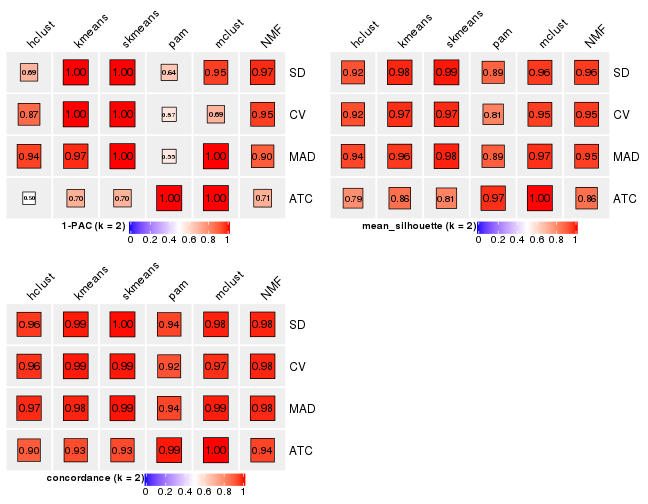 hclust kmeans skmeans pam mclust NMF
0.69 1.00 1.00 0.64 0.95 0.97 SD
0.87 1.00 1.00 0.57 0.69 0.95 CV
0.94 0.97 1.00 0.55 1.00 0.90 MAD
0.50 0.70 0.70 1.00 1.00 0.71 ATC
1-PAC (k = 2)
0 0.2 0.4 0.6 0.8 1
hclust kmeans skmeans pam mclust NMF
0.92 0.98 0.99 0.89 0.96 0.96 SD
0.92 0.97 0.97 0.81 0.95 0.95 CV
0.94 0.96 0.98 0.89 0.97 0.95 MAD
0.79 0.86 0.81 0.97 1.00 0.86 ATC
mean_silhouette (k = 2)
0 0.2 0.4 0.6 0.8 1
hclust kmeans skmeans pam mclust NMF
0.96 0.99 1.00 0.94 0.98 0.98 SD
0.96 0.99 0.99 0.92 0.97 0.98 CV
0.97 0.98 0.99 0.94 0.99 0.98 MAD
0.90 0.93 0.93 0.99 1.00 0.94 ATC
concordance (k = 2)
0 0.2 0.4 0.6 0.8 1